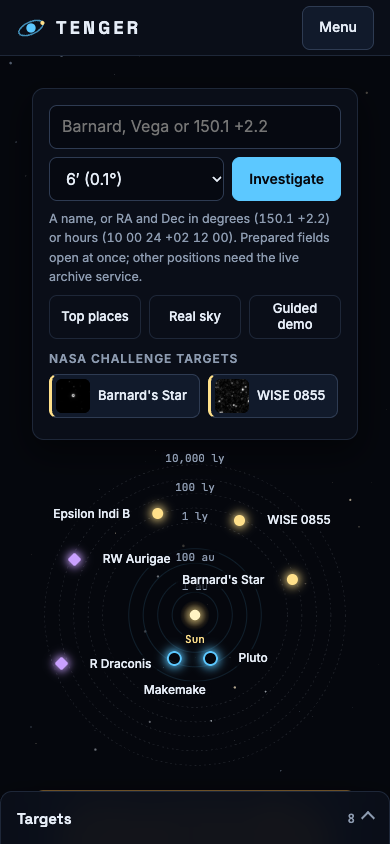 TENGER
Menu
Barnard, Vega or 150.1 +2.2
6′ (0.1°)
Investigate
A name, or RA and Dec in degrees (150.1 +2.2)
or hours (10 00 24 +02 12 00). Prepared fields
open at once; other positions need the live
archive service.
Top places
Real sky
Guided
demo
NASA CHALLENGE TARGETS
Barnard's Star
WISE 0855
10,000 ly
100 ly
Epsilon Indi B
1 ly
WISE 0855
RW Aurigae
100 au
Barnard's Star
Sun
R Draconis
Pluto
Makemake
Targets
8